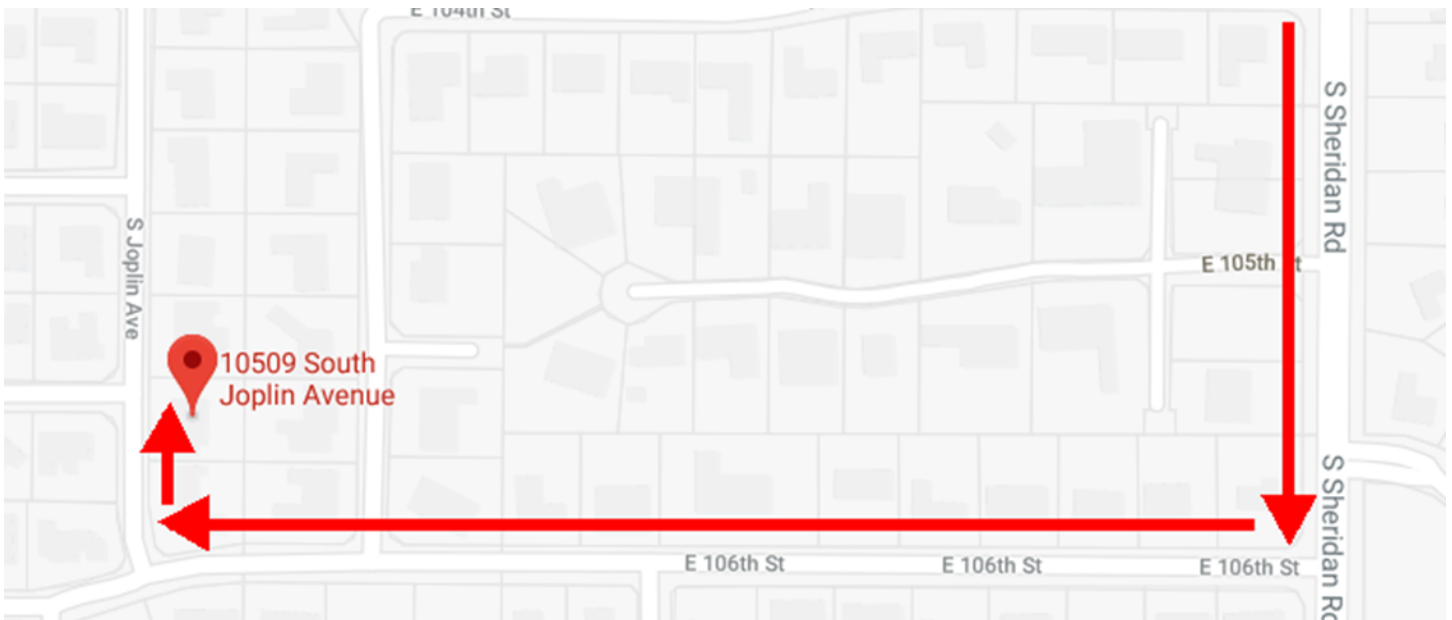 E 104th St
S Sheridan Rd
S Joplin Ave
E 105th St
10509 South
Joplin Avenue
S Sheridan Rd
E 106th St
E 106th St
E 106th St